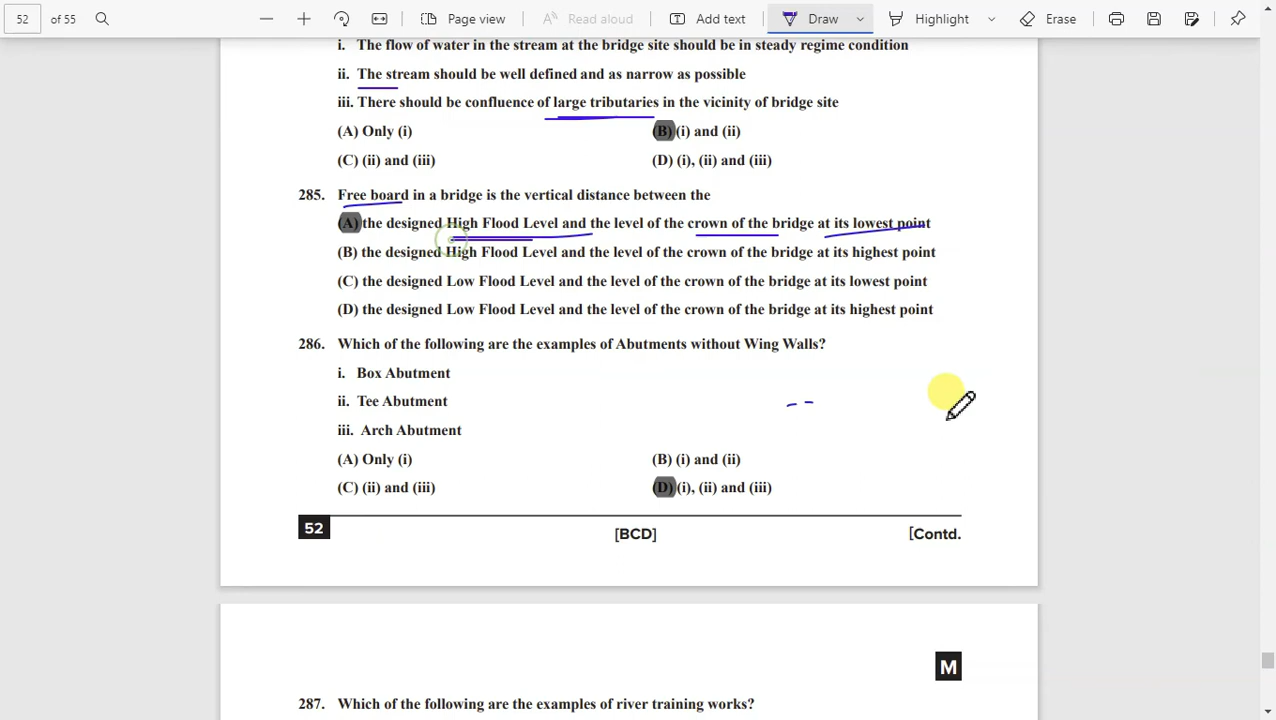 52
of 55
Page view
Read aloud
Add text
Draw
Highlight
Erase
i. The flow of water in the stream at the bridge site should be in steady regime condition
ii. The stream should be well defined and as narrow as possible
iii. There should be confluence of large tributaries in the vicinity of bridge site
(A) Only (i)
(B) (i) and (ii)
(C) (ii) and (iii)
(D) (i), (ii) and (iii)
285. Free board in a bridge is the vertical distance between the
(A) the designed High Flood Level and the level of the crown of the bridge at its lowest point
(B) the designed High Flood Level and the level of the crown of the bridge at its highest point
(C) the designed Low Flood Level and the level of the crown of the bridge at its lowest point
(D) the designed Low Flood Level and the level of the crown of the bridge at its highest point
286. Which of the following are the examples of Abutments without Wing Walls?
i. Box Abutment
ii. Tee Abutment
iii. Arch Abutment
(A) Only (i)
(B) (i) and (ii)
(C) (ii) and (iii)
(D) (i), (ii) and (iii)
52
[BCD]
[Contd.
M
287. Which of the following are the examples of river training works?